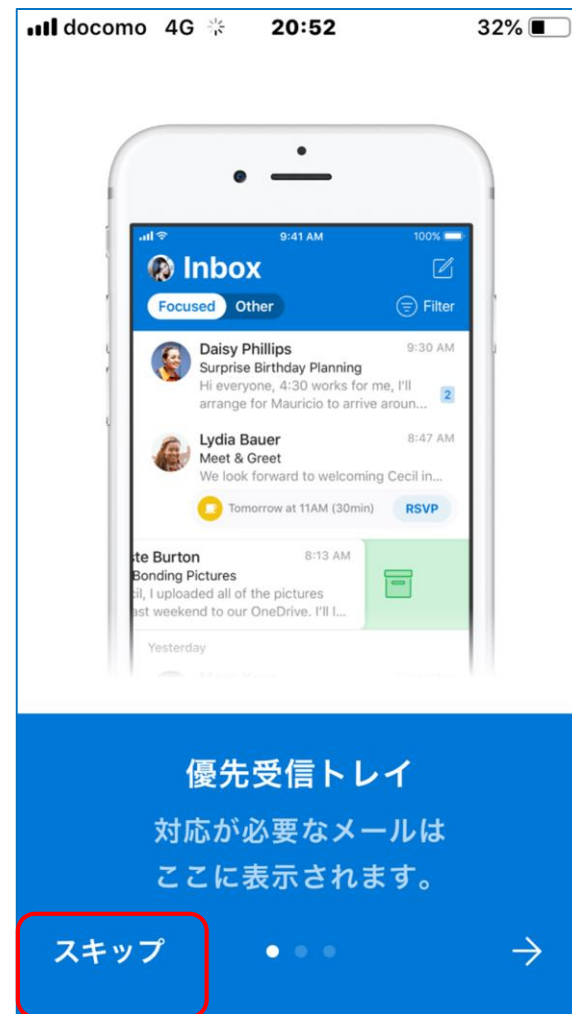 docomo 4G 20:52 32%
9:41 AM 100%
Inbox
Focused Other Filter
Daisy Phillips 9:30 AM
Surprise Birthday Planning
Hi everyone, 4:30 works for me, I'll
arrange for Mauricio to arrive aroun... 2
Lydia Bauer 8:47 AM
Meet & Greet
We look forward to welcoming Cecil in...
Tomorrow at 11AM (30min) RSVP
te Burton 8:13 AM
Bonding Pictures
cil, I uploaded all of the pictures
ast weekend to our OneDrive. I'll l...
Yesterday
優先受信トレイ
対応が必要なメールは
ここに表示されます。
スキップ